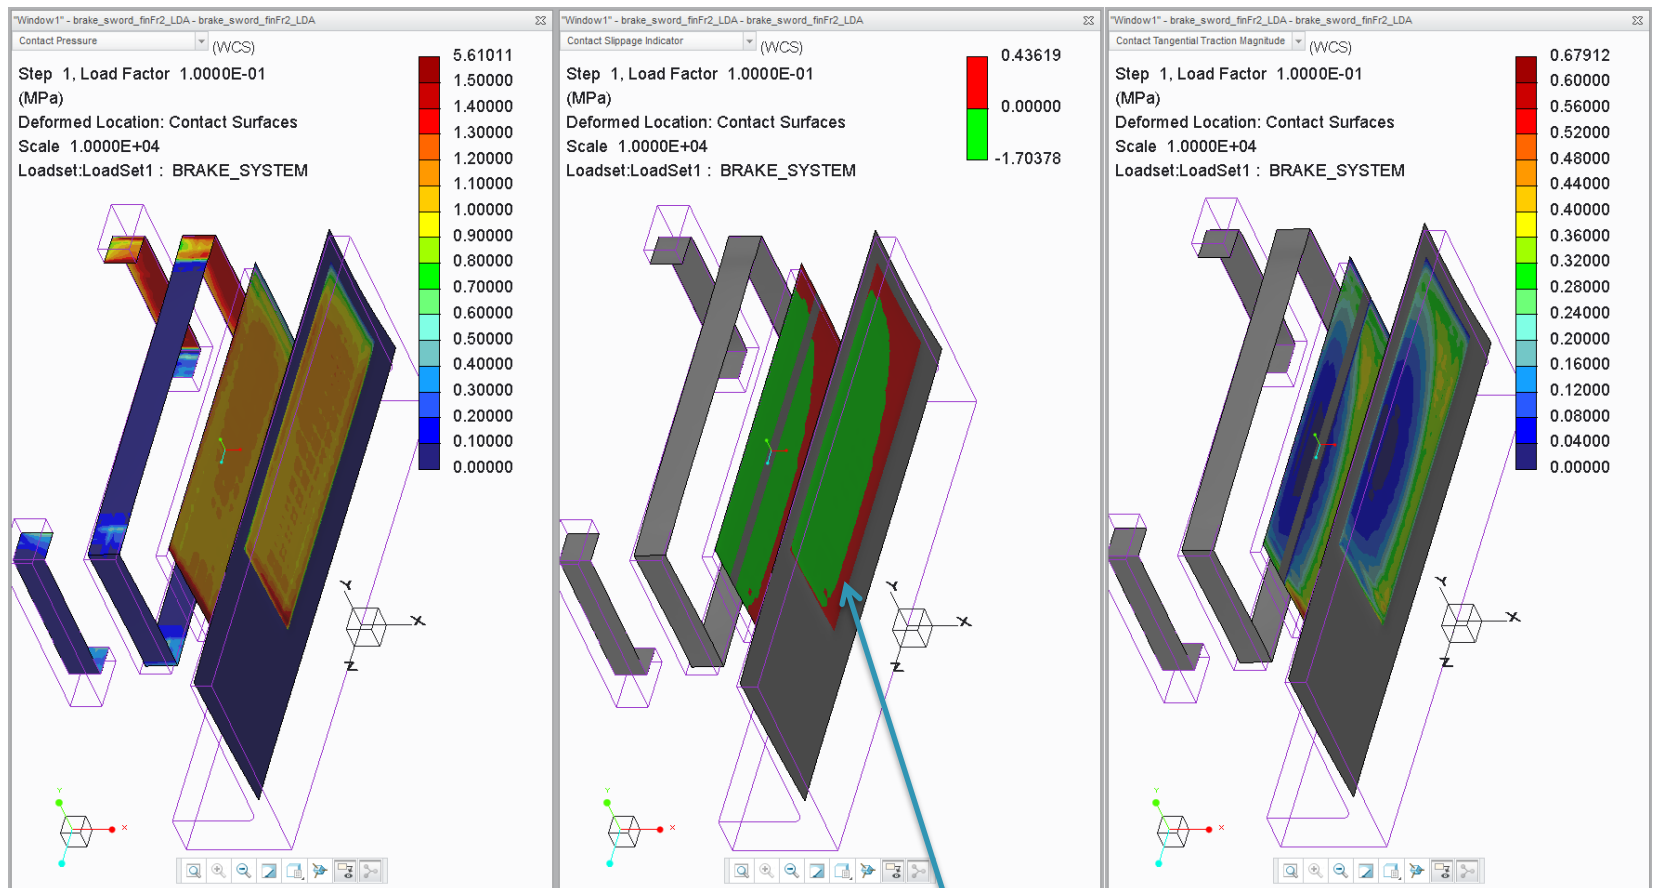 "Window1" - brake_sword_finFr2_LDA - brake_sword_finFr2_LDA
Contact Pressure
(WCS)
Step 1, Load Factor 1.0000E-01
(MPa)
Deformed Location: Contact Surfaces
Scale 1.0000E+04
Loadset:LoadSet1 : BRAKE_SYSTEM
5.61011
1.50000
1.40000
1.30000
1.20000
1.10000
1.00000
0.90000
0.80000
0.70000
0.60000
0.50000
0.40000
0.30000
0.20000
0.10000
0.00000
Y
X
Z
Y
X
"Window1" - brake_sword_finFr2_LDA - brake_sword_finFr2_LDA
Contact Slippage Indicator
(WCS)
Step 1, Load Factor 1.0000E-01
(MPa)
Deformed Location: Contact Surfaces
Scale 1.0000E+04
Loadset:LoadSet1 : BRAKE_SYSTEM
0.43619
0.00000
-1.70378
Y
X
Z
Y
X
"Window1" - brake_sword_finFr2_LDA - brake_sword_finFr2_LDA
Contact Tangential Traction Magnitude
(WCS)
Step 1, Load Factor 1.0000E-01
(MPa)
Deformed Location: Contact Surfaces
Scale 1.0000E+04
Loadset:LoadSet1 : BRAKE_SYSTEM
0.67912
0.60000
0.56000
0.52000
0.48000
0.44000
0.40000
0.36000
0.32000
0.28000
0.24000
0.20000
0.16000
0.12000
0.08000
0.04000
0.00000
Y
X
Z
Y
X